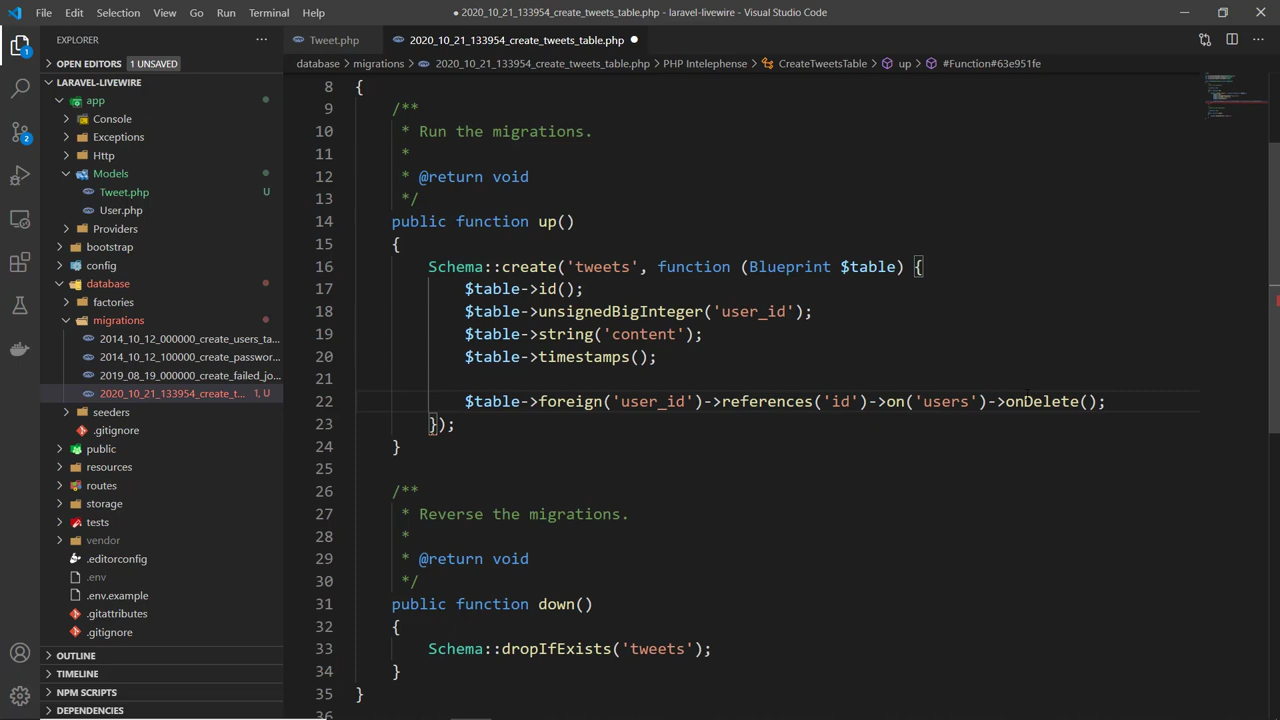 File Edit Selection View Go Run Terminal Help
● 2020_10_21_133954_create_tweets_table.php - laravel-livewire - Visual Studio Code
EXPLORER
Tweet.php
2020_10_21_133954_create_tweets_table.php
OPEN EDITORS 1 UNSAVED
database > migrations > 2020_10_21_133954_create_tweets_table.php > PHP Intelephense > CreateTweetsTable > up > #Function#63e951fe
LARAVEL-LIVEWIRE
app
Console
Exceptions
Http
Models
Tweet.php U
User.php
Providers
bootstrap
config
database
factories
migrations
2014_10_12_000000_create_users_ta...
2014_10_12_100000_create_passwor...
2019_08_19_000000_create_failed_jo...
2020_10_21_133954_create_t... 1, U
seeders
.gitignore
public
resources
routes
storage
tests
vendor
.editorconfig
.env
.env.example
.gitattributes
.gitignore
OUTLINE
TIMELINE
NPM SCRIPTS
DEPENDENCIES
1
2
8 {
9 /**
10 * Run the migrations.
11 *
12 * @return void
13 */
14 public function up()
15 {
16 Schema::create('tweets', function (Blueprint $table) {
17 $table->id();
18 $table->unsignedBigInteger('user_id');
19 $table->string('content');
20 $table->timestamps();
21
22 $table->foreign('user_id')->references('id')->on('users')->onDelete();
23 });
24 }
25
26 /**
27 * Reverse the migrations.
28 *
29 * @return void
30 */
31 public function down()
32 {
33 Schema::dropIfExists('tweets');
34 }
35 }
36